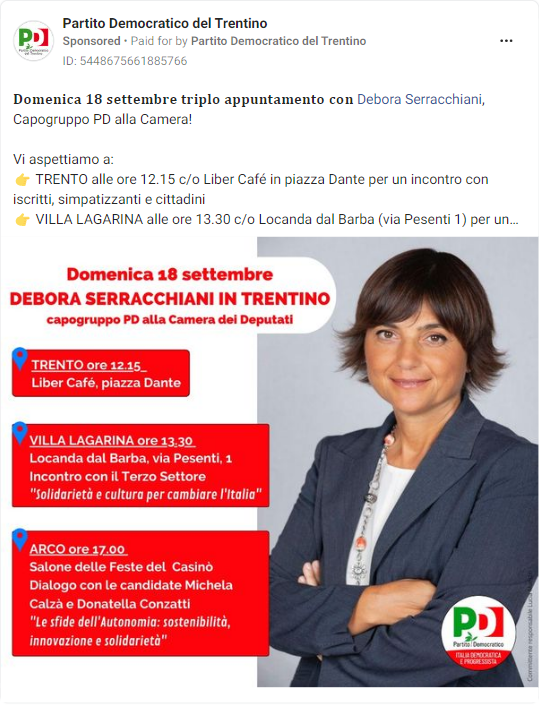 Partito Democratico del Trentino
Sponsored • Paid for by Partito Democratico del Trentino
ID: 5448675661885766
Domenica 18 settembre triplo appuntamento con Debora Serracchiani,
Capogruppo PD alla Camera!
Vi aspettiamo a:
👉 TRENTO alle ore 12.15 c/o Liber Café in piazza Dante per un incontro con
iscritti, simpatizzanti e cittadini
👉 VILLA LAGARINA alle ore 13.30 c/o Locanda dal Barba (via Pesenti 1) per un...
Domenica 18 settembre
DEBORA SERRACCHIANI IN TRENTINO
capogruppo PD alla Camera dei Deputati
TRENTO ore 12.15
Liber Café, piazza Dante
VILLA LAGARINA ore 13,30
Locanda dal Barba, via Pesenti, 1
Incontro con il Terzo Settore
"Solidarietà e cultura per cambiare l'Italia"
ARCO ore 17.00
Salone delle Feste del Casinò
Dialogo con le candidate Michela
Calzà e Donatella Conzatti
"Le sfide dell'Autonomia: sostenibilità,
innovazione e solidarietà"
PD
Partito Democratico
ITALIA DEMOCRATICA
E PROGRESSISTA
Committente responsabile